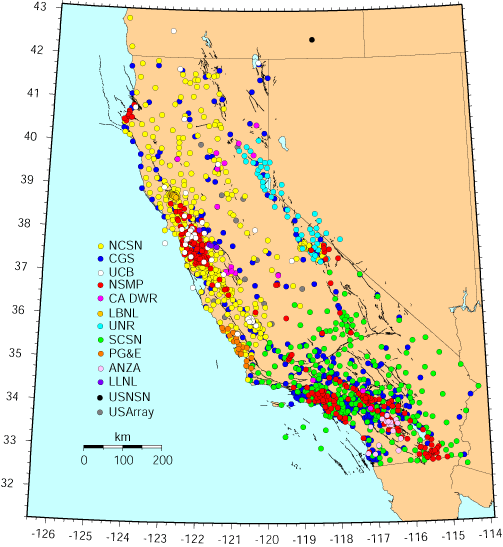 43
42
41
40
39
38
37
36
35
34
33
32
NCSN
CGS
UCB
NSMP
CA DWR
LBNL
UNR
SCSN
PG&E
ANZA
LLNL
USNSN
USArray
km
0 100 200
-126 -125 -124 -123 -122 -121 -120 -119 -118 -117 -116 -115 -114